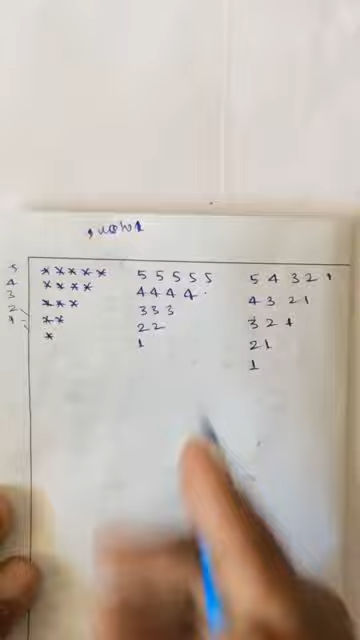 5 * * * * * 5 5 5 5 5 5 4 3 2 1
4 * * * * 4 4 4 4 4 3 2 1
3 * * * 3 3 3 3 2 1
2 * * 2 2 2 1
* 1 1